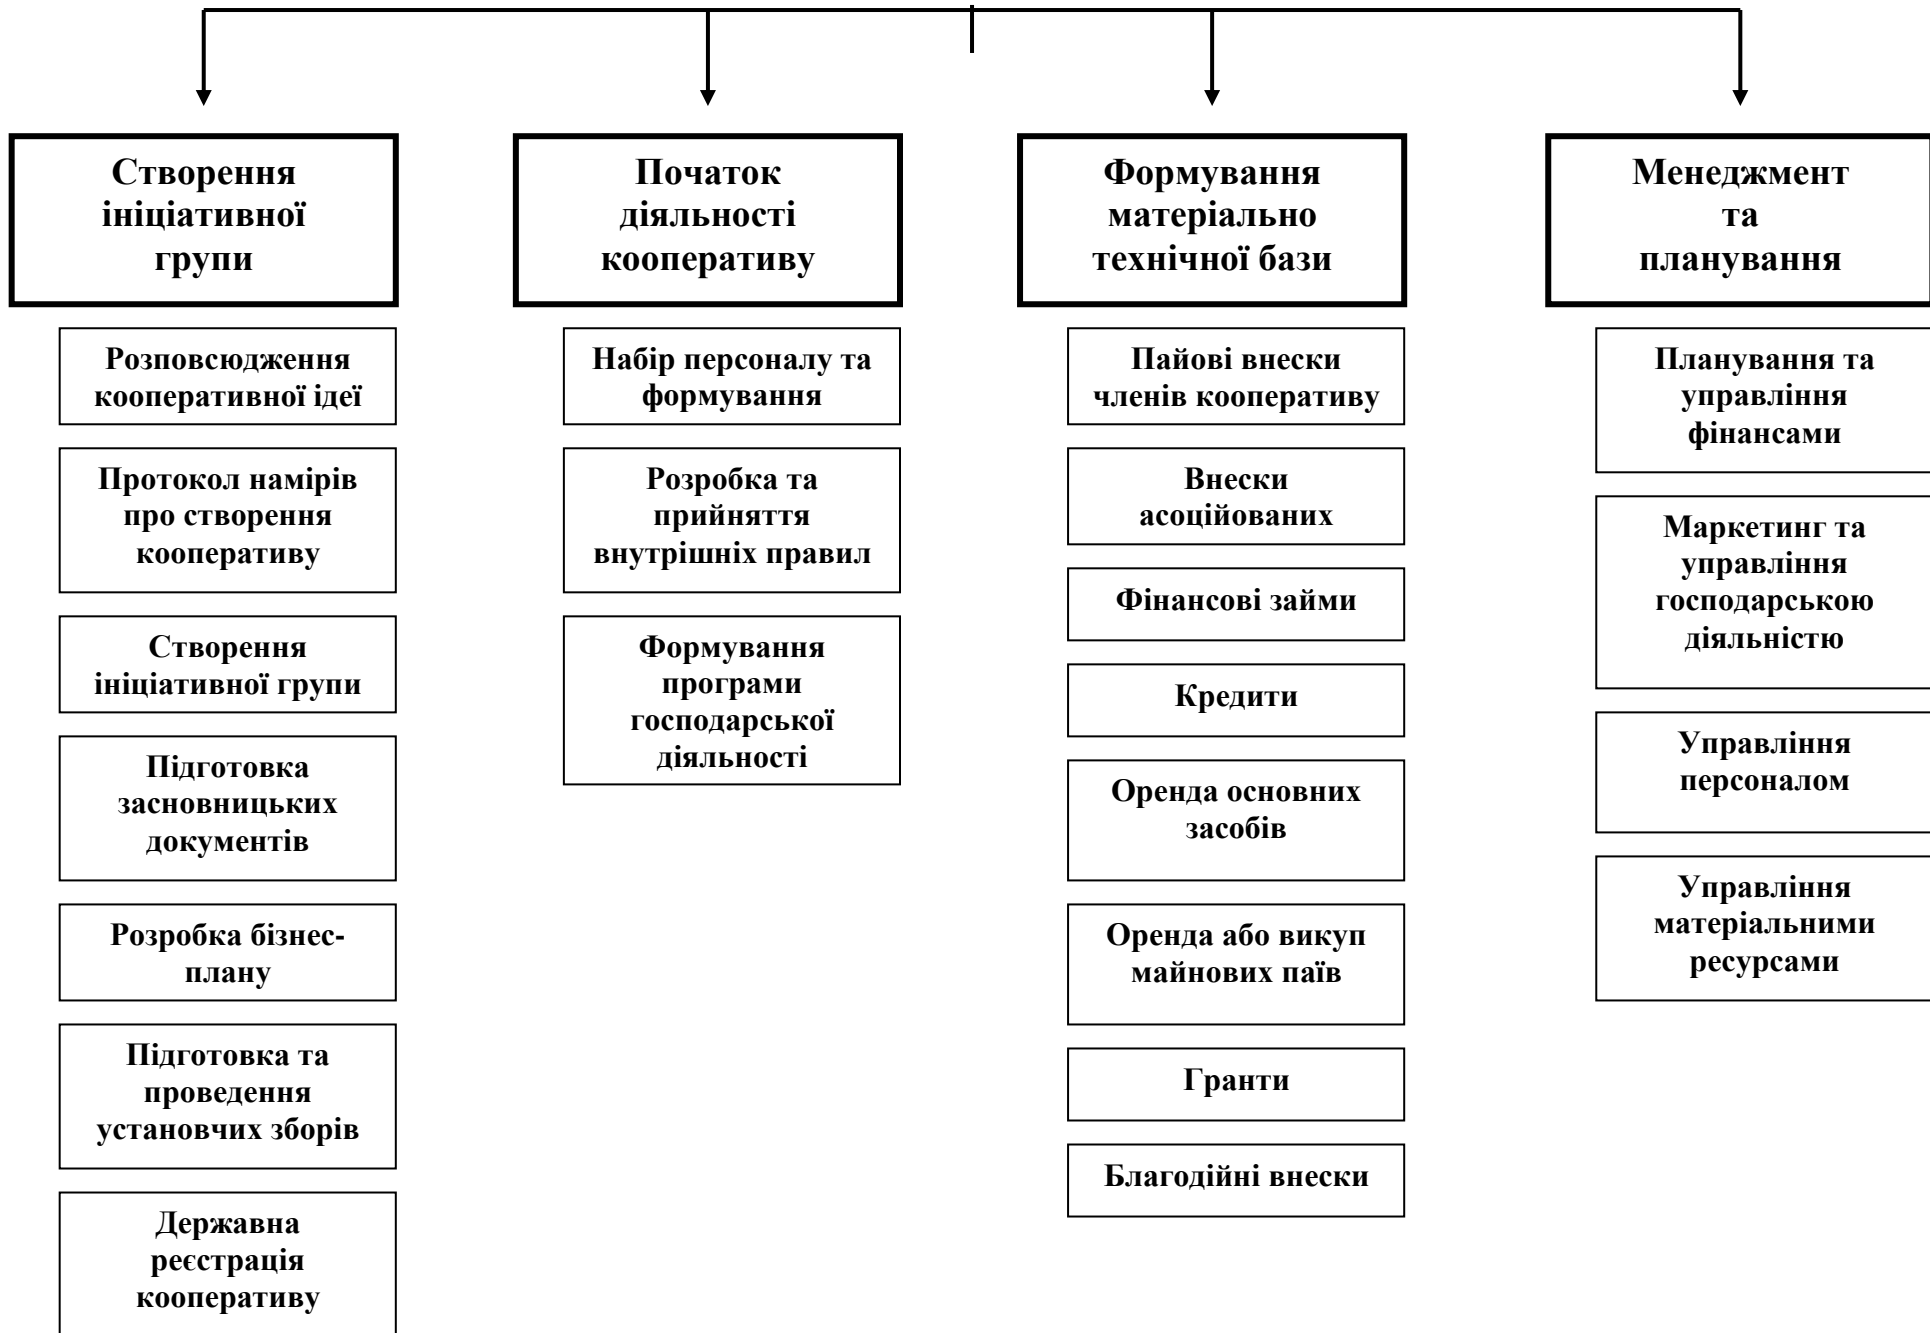 Створення
ініціативної
групи
Розповсюдження
кооперативної ідеї
Протокол намірів
про створення
кооперативу
Створення
ініціативної групи
Підготовка
засновницьких
документів
Розробка бізнес-
плану
Підготовка та
проведення
установчих зборів
Державна
реєстрація
кооперативу
Початок
діяльності
кооперативу
Набір персоналу та
формування
Розробка та
прийняття
внутрішніх правил
Формування
програми
господарської
діяльності
Формування
матеріально
технічної бази
Пайові внески
членів кооперативу
Внески
асоційованих
Фінансові займи
Кредити
Оренда основних
засобів
Оренда або викуп
майнових паїв
Гранти
Благодійні внески
Менеджмент
та
планування
Планування та
управління
фінансами
Маркетинг та
управління
господарською
діяльністю
Управління
персоналом
Управління
матеріальними
ресурсами